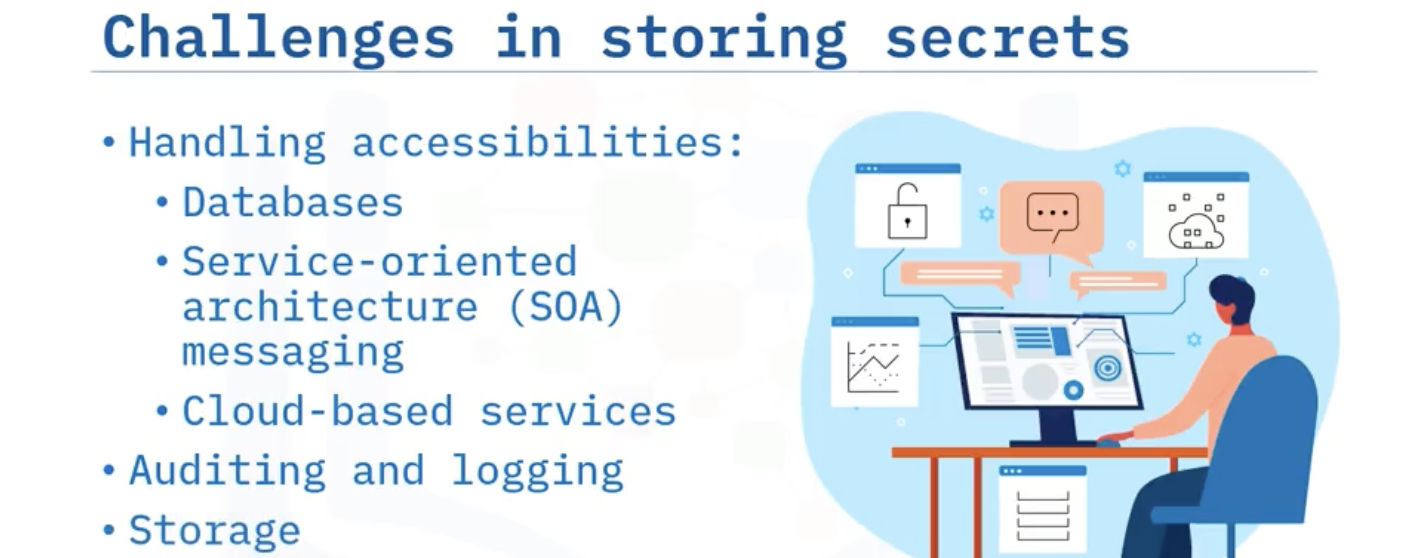 Challenges in storing secrets
• Handling accessibilities:
• Databases
• Service-oriented
architecture (SOA)
messaging
• Cloud-based services
• Auditing and logging
• Storage